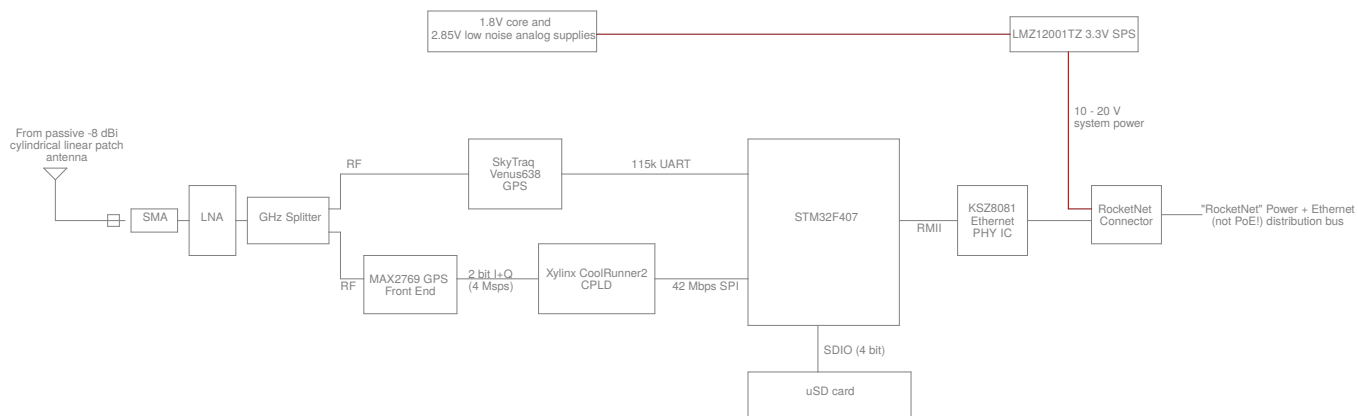 1.8V core and
2.85V low noise analog supplies
LMZ12001TZ 3.3V SPS
10 - 20 V
system power
From passive -8 dBi
cylindrical linear patch
antenna
SMA
LNA
GHz Splitter
RF
SkyTraq
Venus638
GPS
115k UART
RF
MAX2769 GPS
Front End
2 bit I+Q
(4 Msps)
Xylinx CoolRunner2
CPLD
42 Mbps SPI
STM32F407
RMII
KSZ8081
Ethernet
PHY IC
RocketNet
Connector
"RocketNet" Power + Ethernet
(not PoE!) distribution bus
SDIO (4 bit)
uSD card